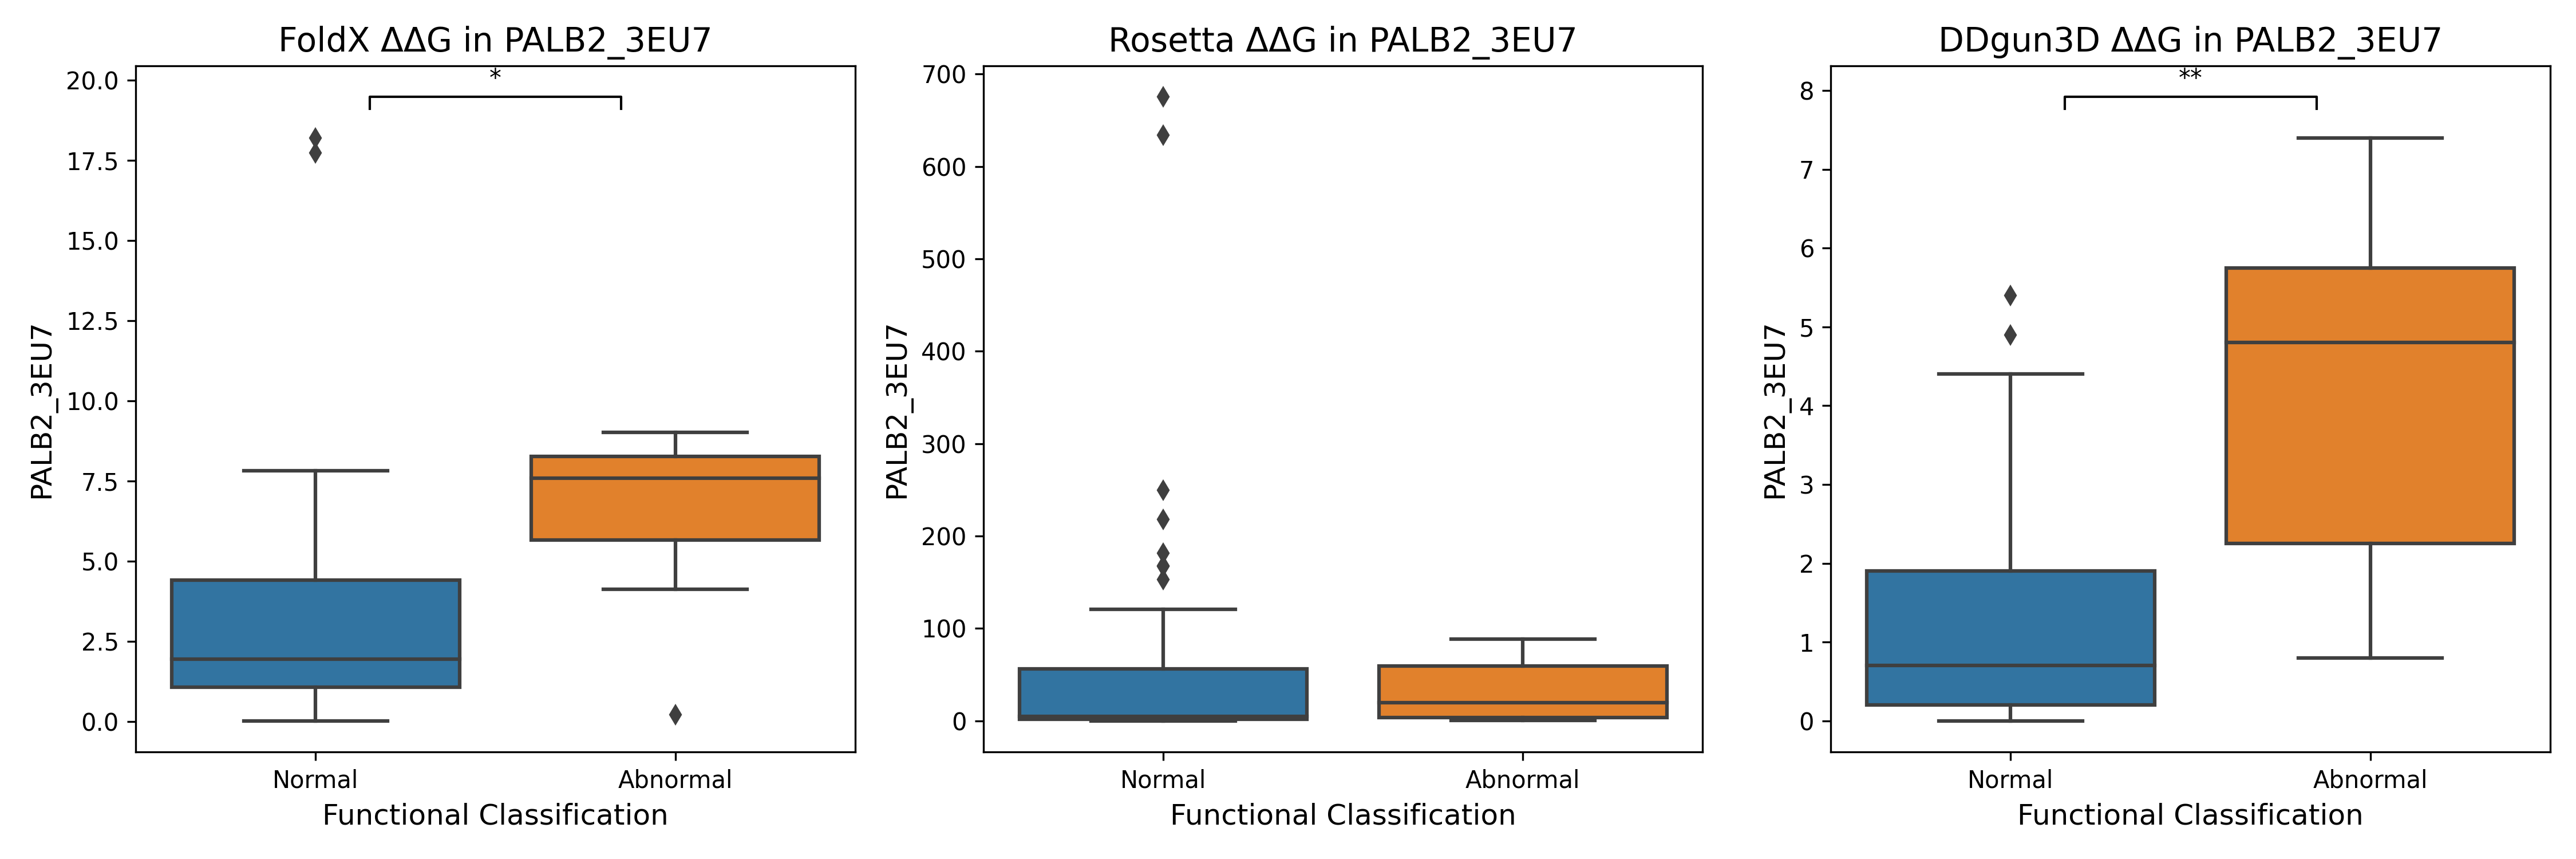 FoldX ΔΔG in PALB2_3EU7
*
20.0
17.5
15.0
12.5
10.0
7.5
5.0
2.5
0.0
PALB2_3EU7
Normal
Abnormal
Functional Classification
Rosetta ΔΔG in PALB2_3EU7
700
600
500
400
300
200
100
0
PALB2_3EU7
Normal
Abnormal
Functional Classification
DDgun3D ΔΔG in PALB2_3EU7
**
8
7
6
5
4
3
2
1
0
PALB2_3EU7
Normal
Abnormal
Functional Classification